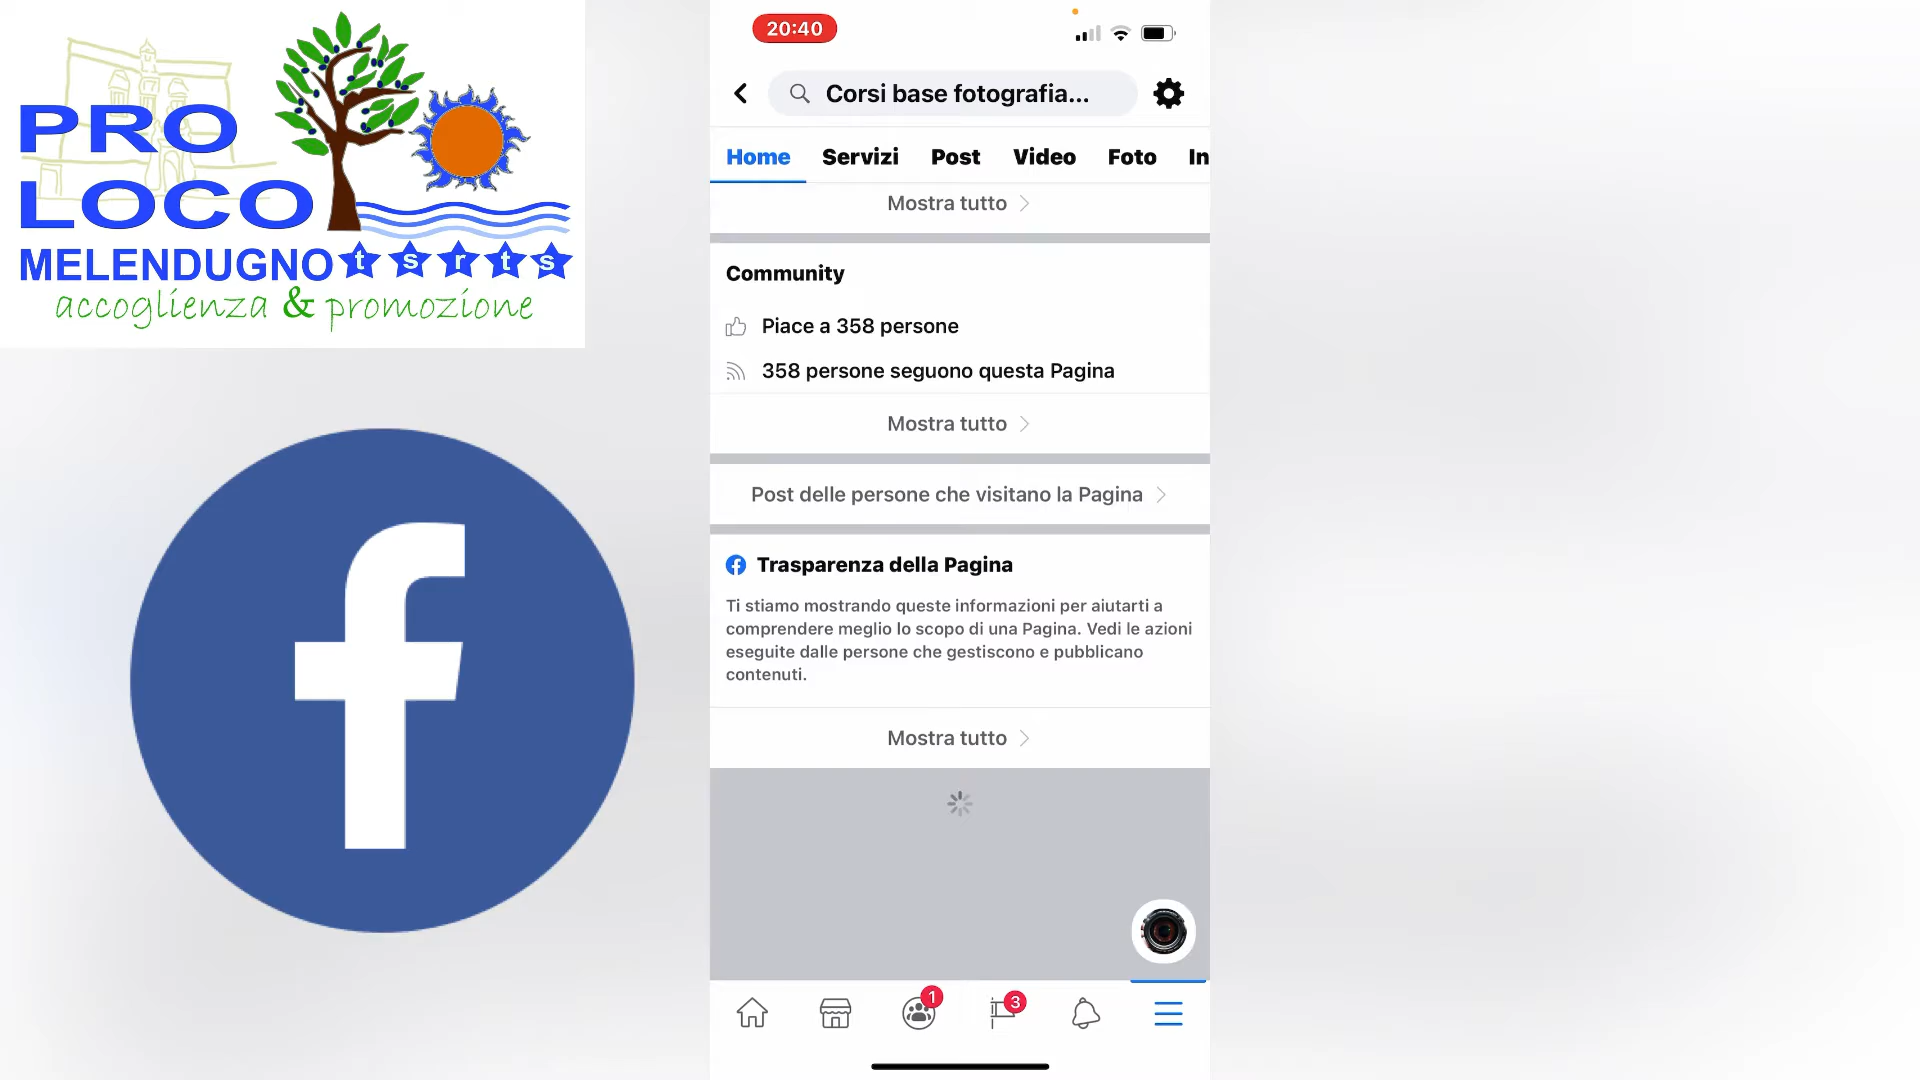 PRO
LOCO
MELENDUGNO t s r t s
accoglienza & promozione
20:40
Corsi base fotografia...
Home Servizi Post Video Foto In
Mostra tutto
Community
Piace a 358 persone
358 persone seguono questa Pagina
Mostra tutto
Post delle persone che visitano la Pagina
Trasparenza della Pagina
Ti stiamo mostrando queste informazioni per aiutarti a
comprendere meglio lo scopo di una Pagina. Vedi le azioni
eseguite dalle persone che gestiscono e pubblicano
contenuti.
Mostra tutto
1
3